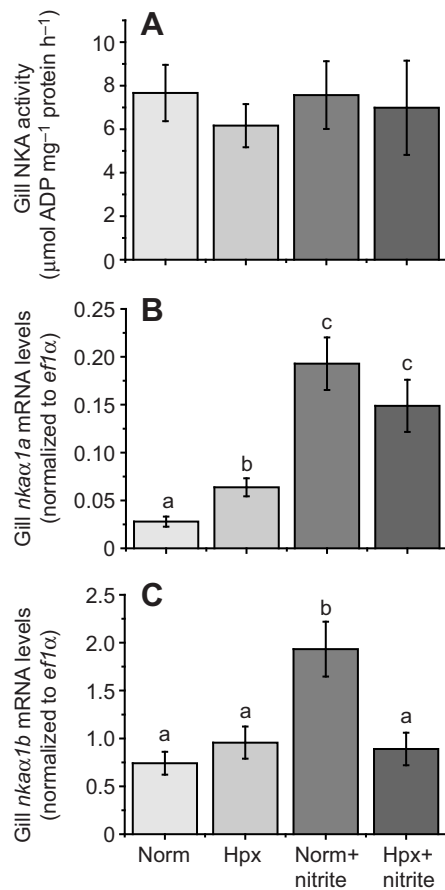 A
Gill NKA activity
(μmol ADP mg⁻¹ protein h⁻¹)
10
8
6
4
2
0
B
Gill nkaα1a mRNA levels
(normalized to ef1α)
0.25
0.20
0.15
0.10
0.05
0
a
b
c
c
C
Gill nkaα1b mRNA levels
(normalized to ef1α)
2.5
2.0
1.5
1.0
0.5
0
a
a
b
a
Norm
Hpx
Norm+
nitrite
Hpx+
nitrite